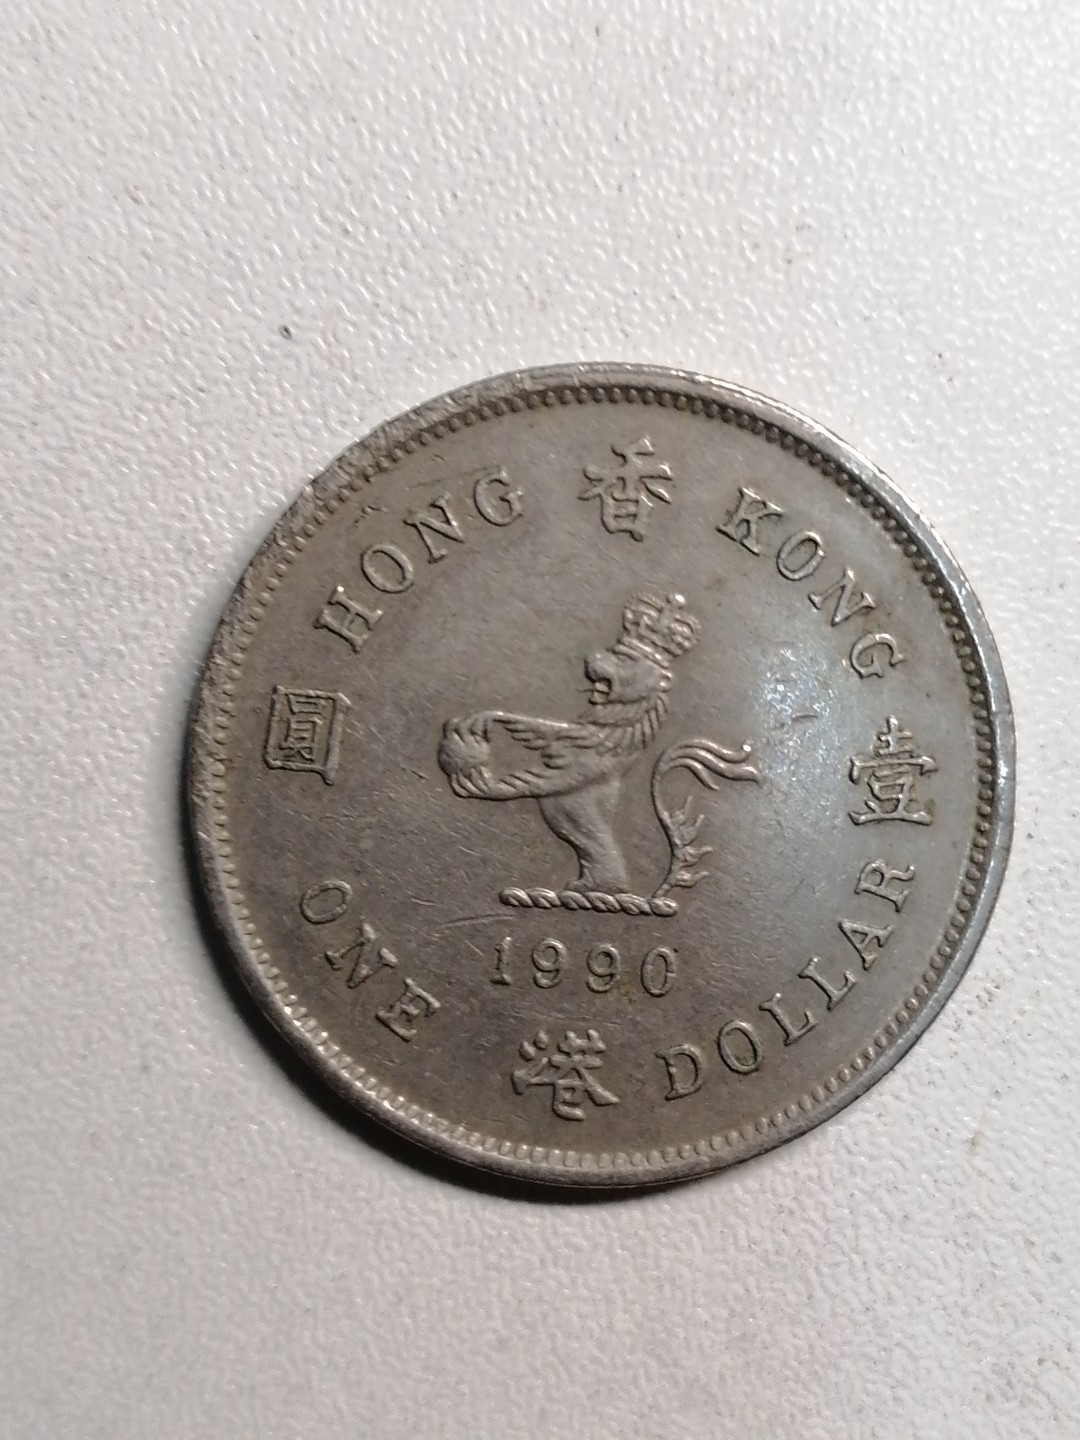 HONG KONG
香港
壹圓
1990
ONE DOLLAR